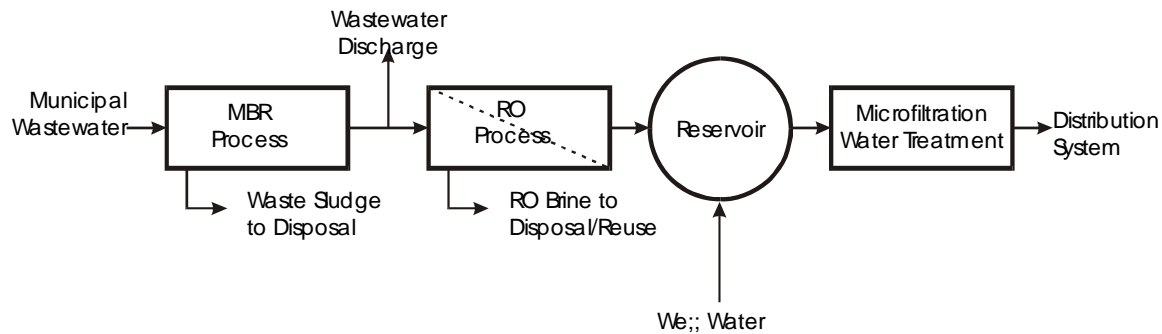 Wastewater
Discharge
Municipal
Wastewater
MBR
Process
RO
Process
Reservoir
Microfiltration
Water Treatment
Distribution
System
Waste Sludge
to Disposal
RO Brine to
Disposal/Reuse
We;; Water